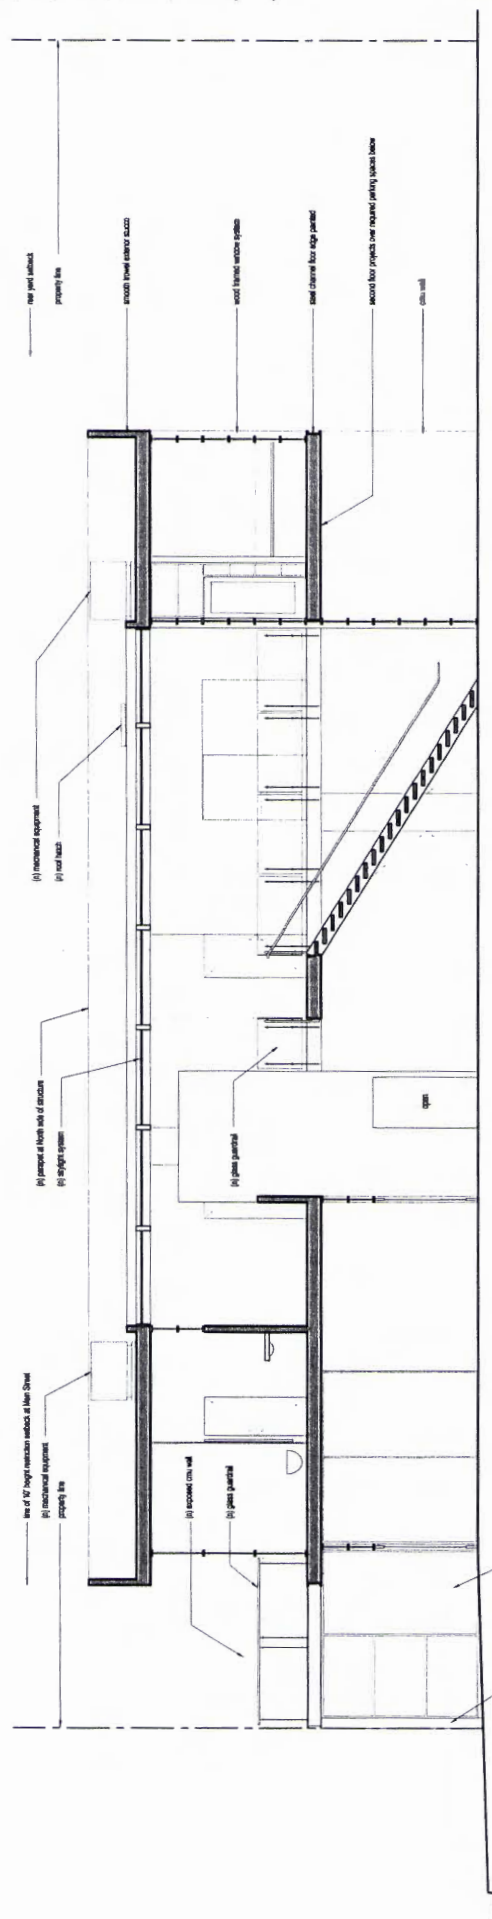 rear yard setback
property line
smooth trowel exterior stucco
wood framed window system
steel channel floor edge painted
second floor projects over required parking spaces below
cmu wall
(n) mechanical equipment
(n) roof hatch
(n) parapet at North side of structure
(n) skylight system
(n) glass guardrail
open
line of 10' height restriction setback at Main Street
(n) mechanical equipment
property line
(n) exposed cmu wall
(n) glass guardrail